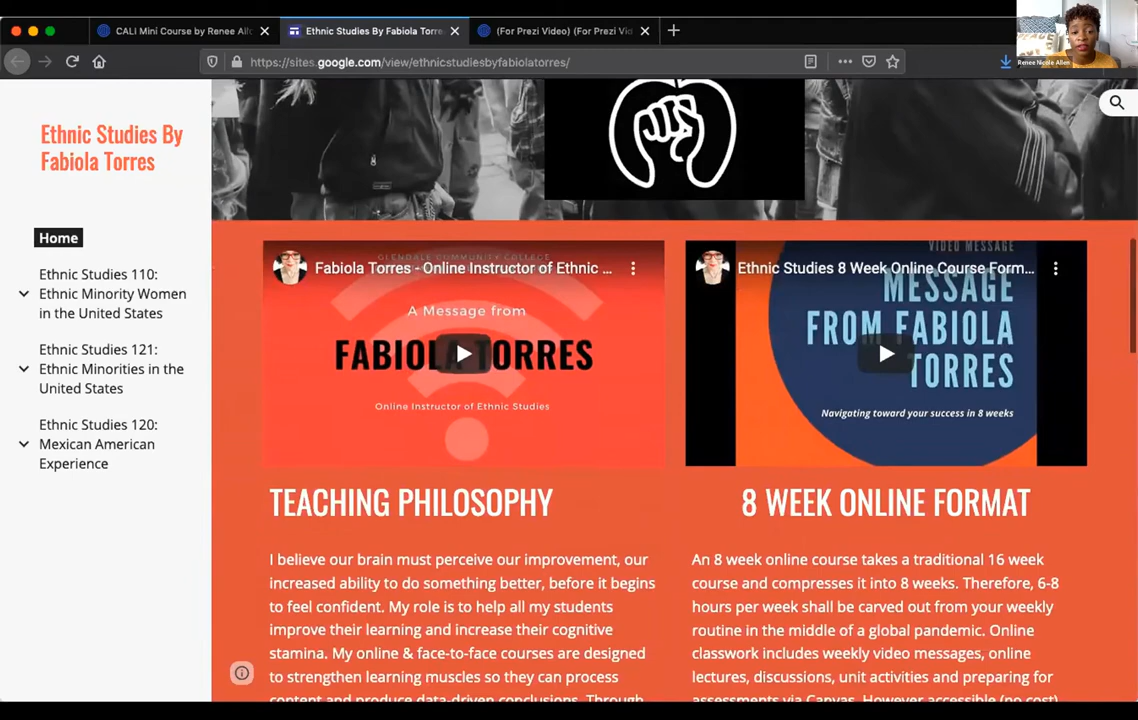 CALI Mini Course by Renee
Ethnic Studies By Fabiola Torre
(For Prezi Video) (For Prezi Vi
https://sites.google.com/view/ethnicstudiesbyfabiolatorres/
Renee Nicole Allen
Ethnic Studies By
Fabiola Torres
Home
Ethnic Studies 110:
Ethnic Minority Women
in the United States
Ethnic Studies 121:
Ethnic Minorities in the
United States
Ethnic Studies 120:
Mexican American
Experience
GLENDALE COMMUNITY COLLEGE
Fabiola Torres - Online Instructor of Ethnic ...
A Message from
FABIOLA TORRES
Online Instructor of Ethnic Studies
VIDEO MESSAGE
Ethnic Studies 8 Week Online Course Form...
MESSAGE
FROM FABIOLA
TORRES
Navigating toward your success in 8 weeks
TEACHING PHILOSOPHY
I believe our brain must perceive our improvement, our
increased ability to do something better, before it begins
to feel confident. My role is to help all my students
improve their learning and increase their cognitive
stamina. My online & face-to-face courses are designed
to strengthen learning muscles so they can process
content and produce data-driven conclusions. Through
8 WEEK ONLINE FORMAT
An 8 week online course takes a traditional 16 week
course and compresses it into 8 weeks. Therefore, 6-8
hours per week shall be carved out from your weekly
routine in the middle of a global pandemic. Online
classwork includes weekly video messages, online
lectures, discussions, unit activities and preparing for
assessments via Canvas. However accessible (no cost)